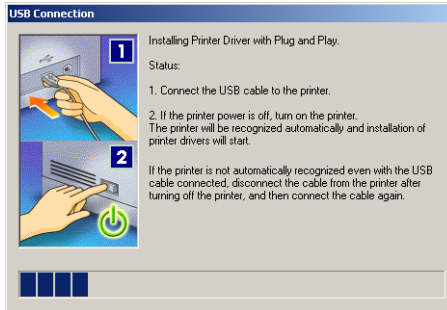 USB Connection
1
Installing Printer Driver with Plug and Play.
Status:
1. Connect the USB cable to the printer.
2. If the printer power is off, turn on the printer.
The printer will be recognized automatically and installation of
printer drivers will start.
2
If the printer is not automatically recognized even with the USB
cable connected, disconnect the cable from the printer after
turning off the printer, and then connect the cable again.